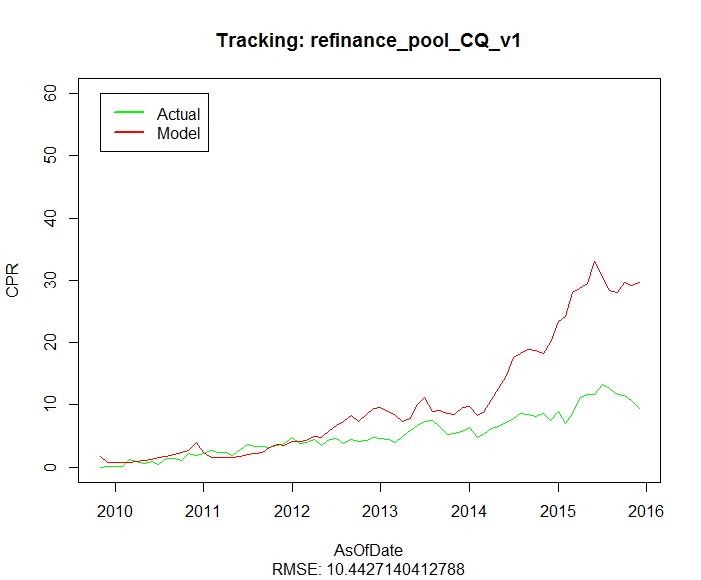 Tracking: refinance_pool_CQ_v1
60
50
40
30
20
10
0
CPR
Actual
Model
2010 2011 2012 2013 2014 2015 2016
AsOfDate
RMSE: 10.4427140412788